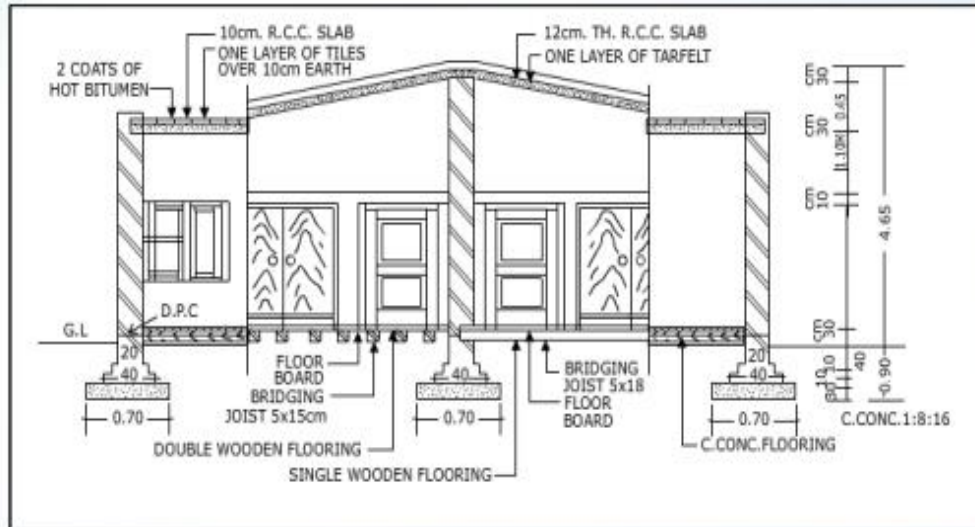 10cm. R.C.C. SLAB
ONE LAYER OF TILES
OVER 10cm EARTH
2 COATS OF
HOT BITUMEN
12cm. TH. R.C.C. SLAB
ONE LAYER OF TARFELT
cm
30
0.45
cm
30
1.10M
cm
10
4.65
cm
30
40
10
10
30
0.90
C.CONC.1:8:16
D.P.C
G.L
20
40
0.70
FLOOR
BOARD
BRIDGING
JOIST 5x15cm
DOUBLE WOODEN FLOORING
SINGLE WOODEN FLOORING
40
0.70
BRIDGING
JOIST 5x18
FLOOR
BOARD
C.CONC.FLOORING
20
40
0.70